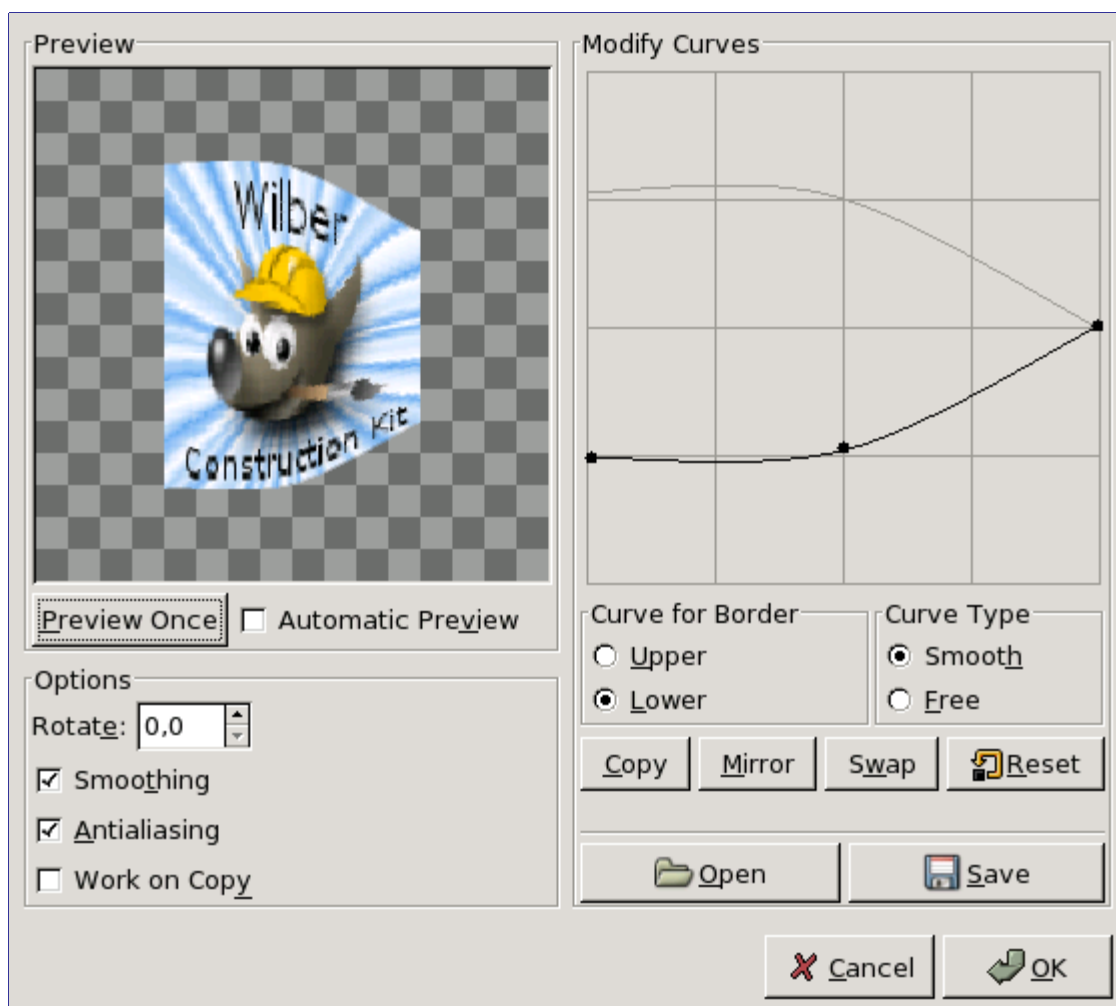 Preview
Wilber
Construction Kit
Preview Once
Automatic Preview
Options
Rotate: 0,0
Smoothing
Antialiasing
Work on Copy
Modify Curves
Curve for Border
Upper
Lower
Curve Type
Smooth
Free
Copy
Mirror
Swap
Reset
Open
Save
Cancel
OK